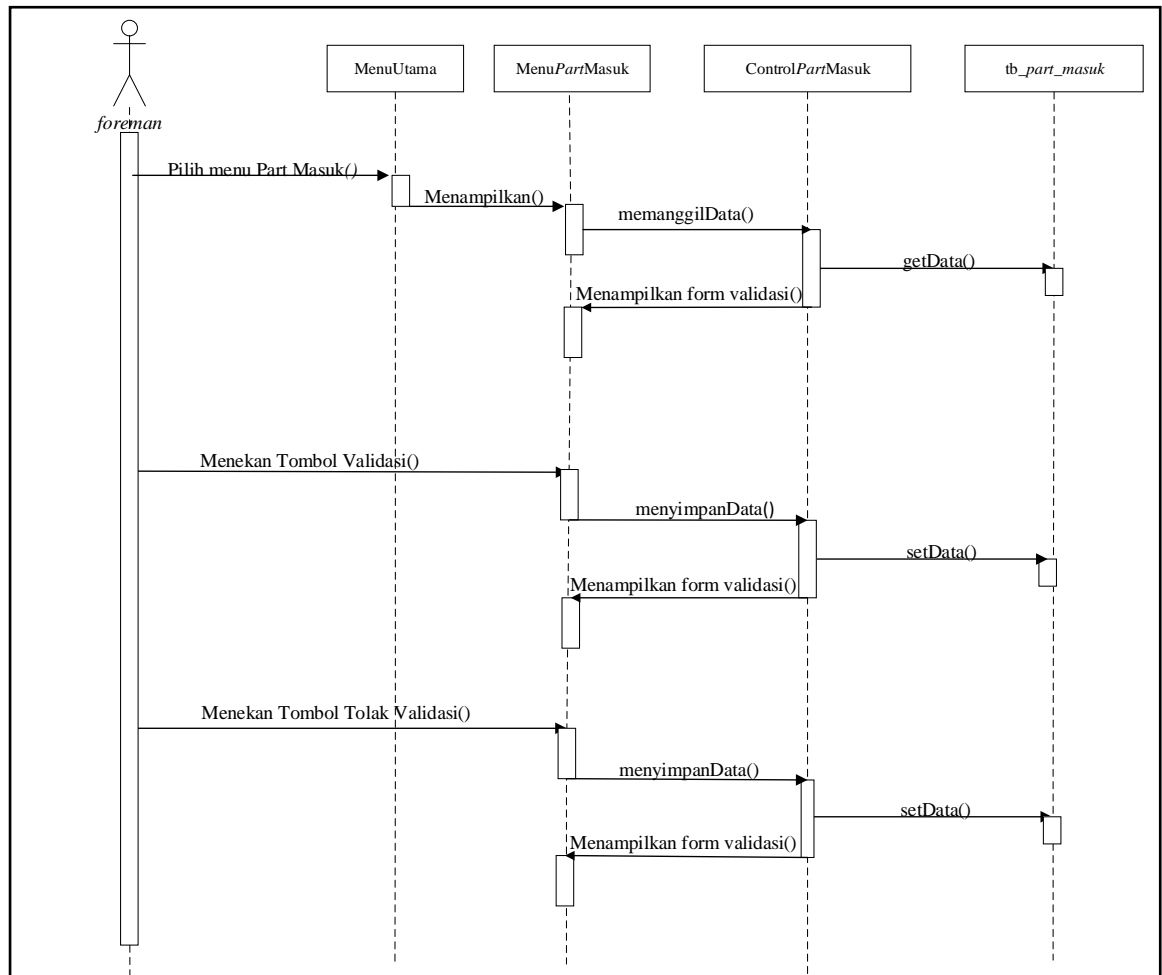 MenuUtama
MenuPartMasuk
ControlPartMasuk
tb_part_masuk
foreman
Pilih menu Part Masuk()
Menampilkan()
memanggilData()
getData()
Menampilkan form validasi()
Menekan Tombol Validasi()
menyimpanData()
setData()
Menampilkan form validasi()
Menekan Tombol Tolak Validasi()
menyimpanData()
setData()
Menampilkan form validasi()